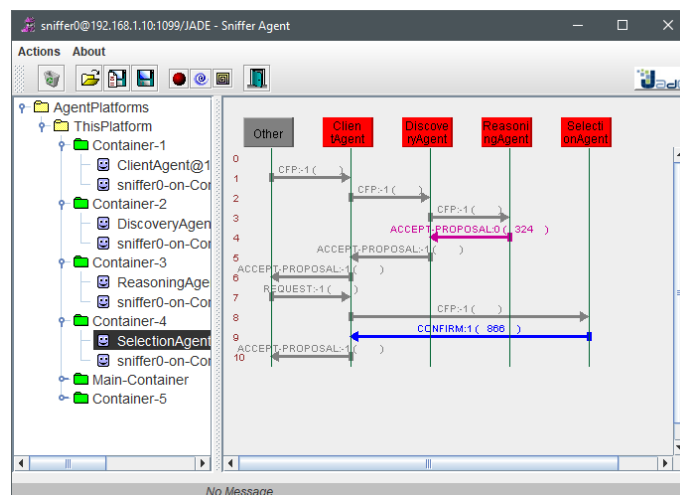 sniffer0@192.168.1.10:1099/JADE - Sniffer Agent
Actions About
AgentPlatforms
ThisPlatform
Container-1
ClientAgent@1
sniffer0-on-Cor
Container-2
DiscoveryAgen
sniffer0-on-Cor
Container-3
ReasoningAge
sniffer0-on-Cor
Container-4
SelectionAgent
sniffer0-on-Cor
Main-Container
Container-5
Jade
Other
Clien
tAgent
Discove
ryAgent
Reasoni
ngAgent
Selecti
onAgent
0
1 CFP:-1 ( )
2 CFP:-1 ( )
3 CFP:-1 ( )
4 ACCEPT-PROPOSAL:0 ( 324 )
5 ACCEPT-PROPOSAL:-1 ( )
6 ACCEPT-PROPOSAL:-1 ( )
7 REQUEST:-1 ( )
8 CFP:-1 ( )
9 CONFIRM:1 ( 866 )
10 ACCEPT-PROPOSAL:-1 ( )
No Message